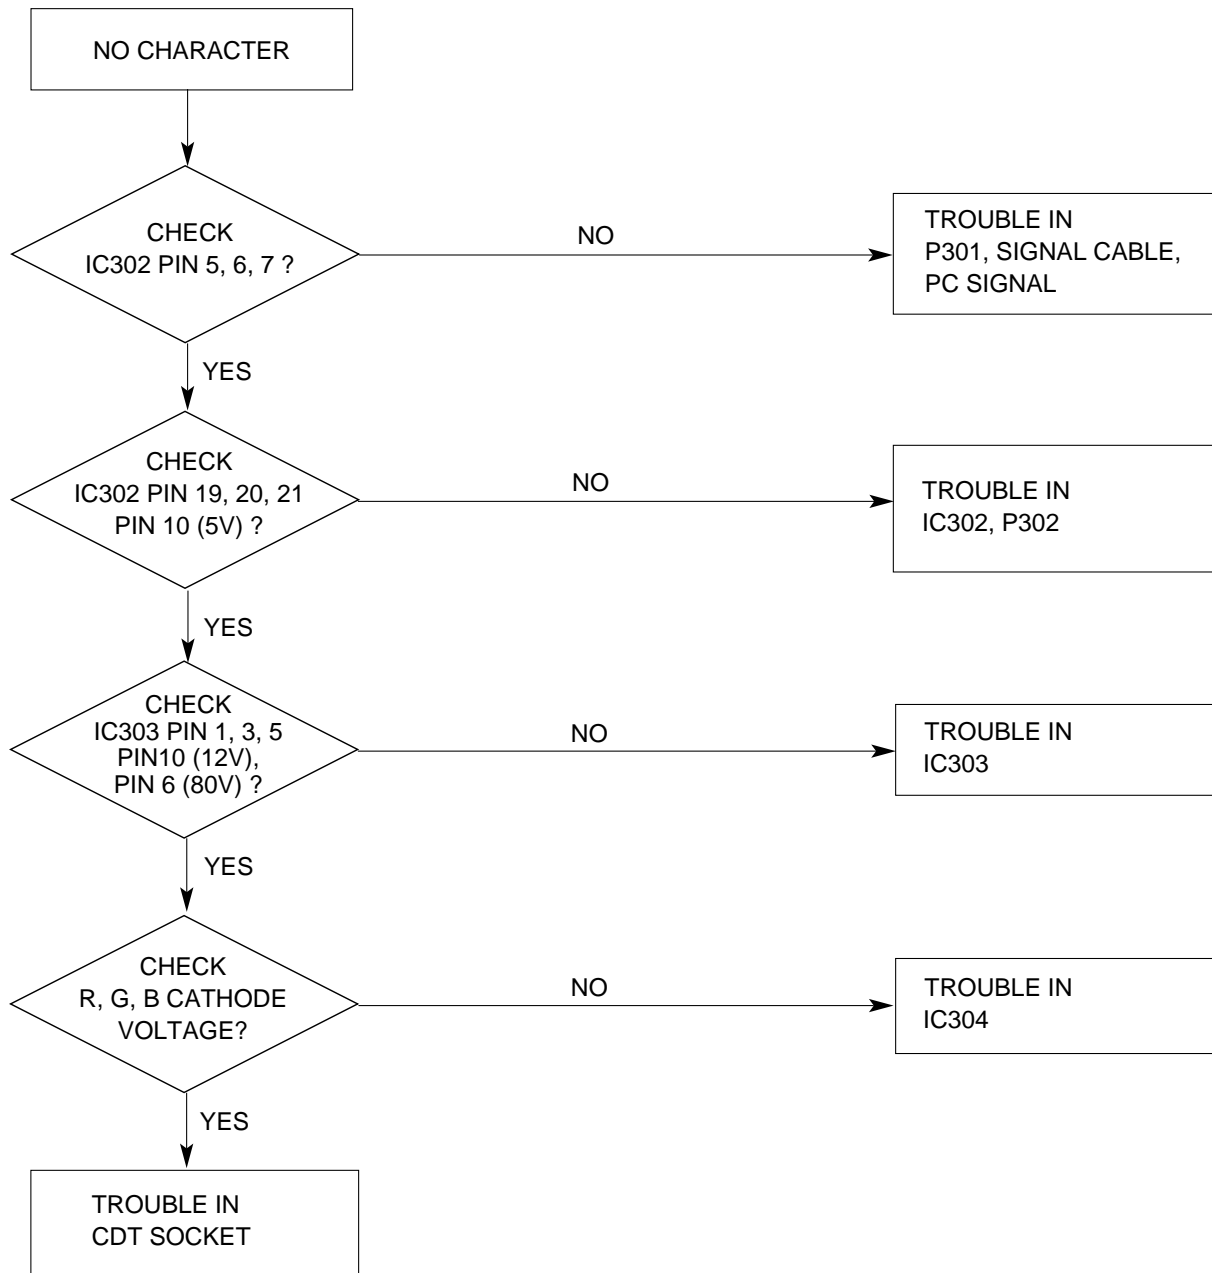 NO CHARACTER
CHECK
IC302 PIN 5, 6, 7 ?
NO
TROUBLE IN
P301, SIGNAL CABLE,
PC SIGNAL
YES
CHECK
IC302 PIN 19, 20, 21
PIN 10 (5V) ?
NO
TROUBLE IN
IC302, P302
YES
CHECK
IC303 PIN 1, 3, 5
PIN10 (12V),
PIN 6 (80V) ?
NO
TROUBLE IN
IC303
YES
CHECK
R, G, B CATHODE
VOLTAGE?
NO
TROUBLE IN
IC304
YES
TROUBLE IN
CDT SOCKET